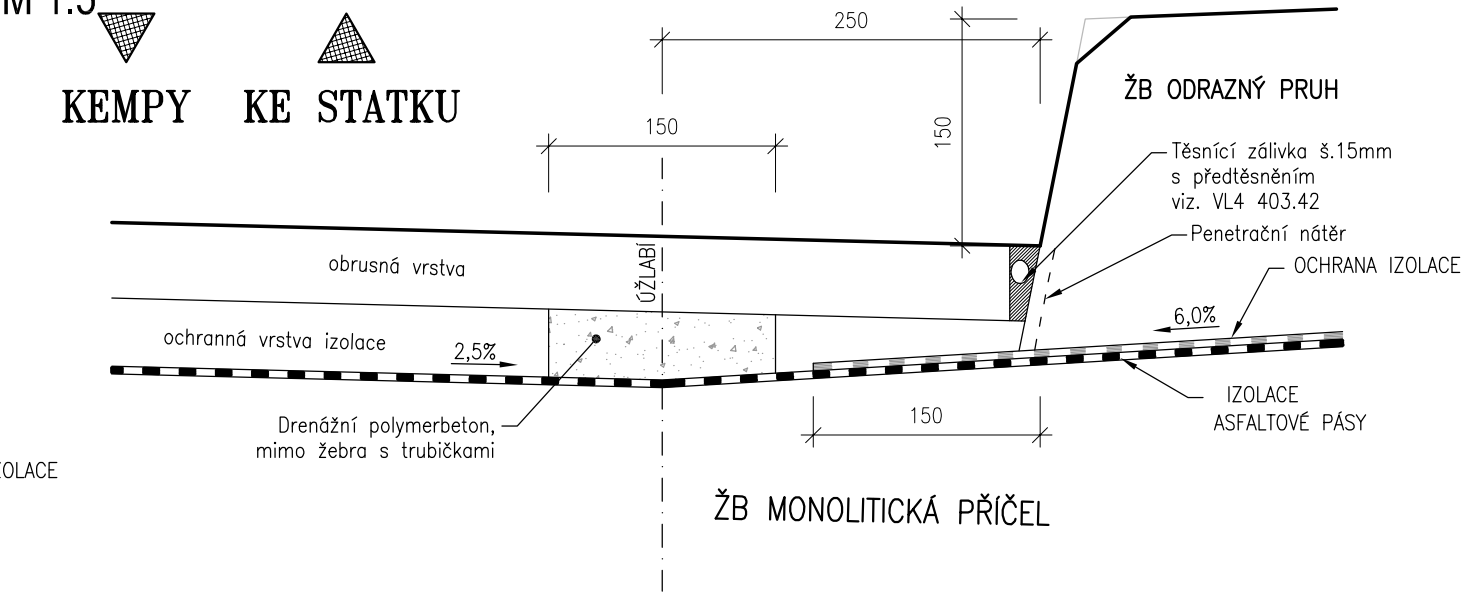 M 1:5
KEMPY KE STATKU
250
150
150
ŽB ODRAZNÝ PRUH
Těsnící zálivka š.15mm
s předtěsněním
viz. VL4 403.42
Penetrační nátěr
OCHRANA IZOLACE
obrusná vrstva
ÚŽLABÍ
ochranná vrstva izolace
2,5%
6,0%
IZOLACE
ASFALTOVÉ PÁSY
150
Drenážní polymerbeton,
mimo žebra s trubičkami
ŽB MONOLITICKÁ PŘÍČEL